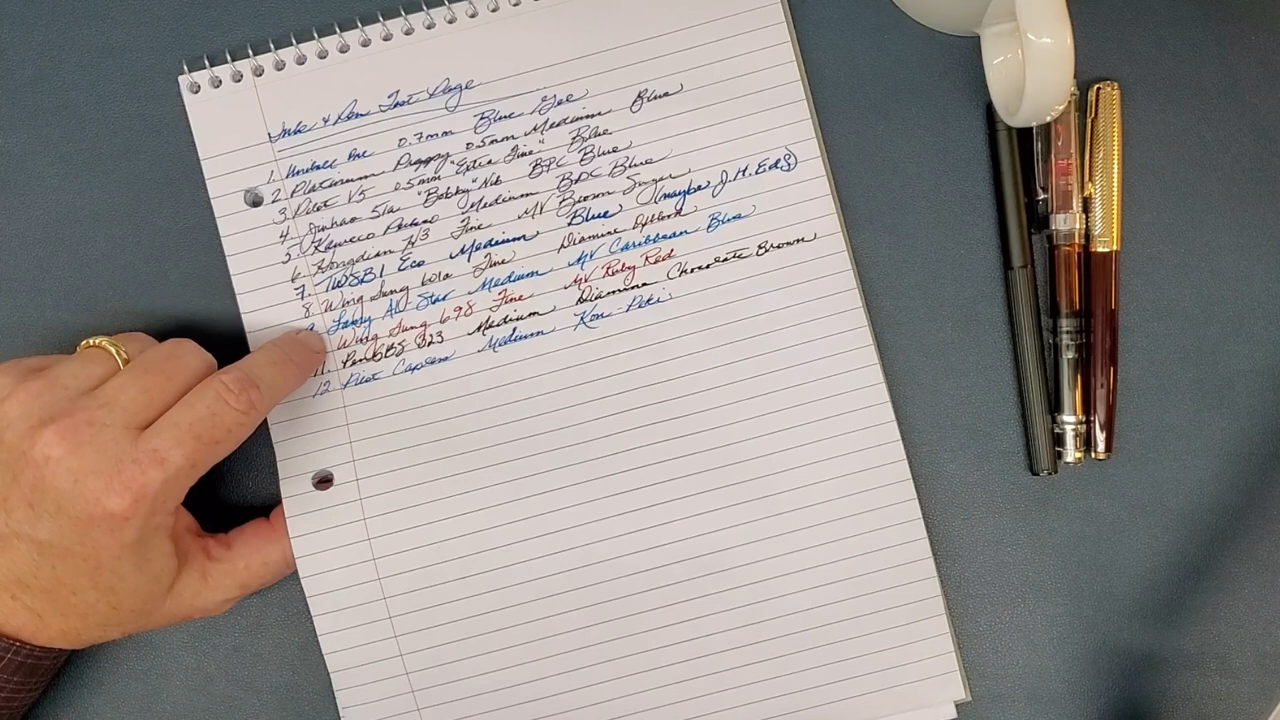 Ink & Pen Test Page
1. Uniball One 0.7mm Blue Gel
2. Platinum Preppy 0.5mm Medium Blue
3. Pilot V5 0.5mm "Extra Fine" Blue
4. Jinhao 51a "Bobby" Nib BPC Blue
5. Kaweco Perkeo Medium BPC Blue
6. Hongdian N3 Fine MV Brown Sugar
7. TWSBI Eco Medium Blue (maybe J.H. Ed&)
8. Wing Sung 601a Fine Diamine Oxblood
9. Lamy Al Star Medium MV Caribbean Blue
Wing Sung 698 Fine MV Ruby Red
11. PenBBS 323 Medium Diamine Chocolate Brown
12 Pilot Capless Medium Kon-Peki